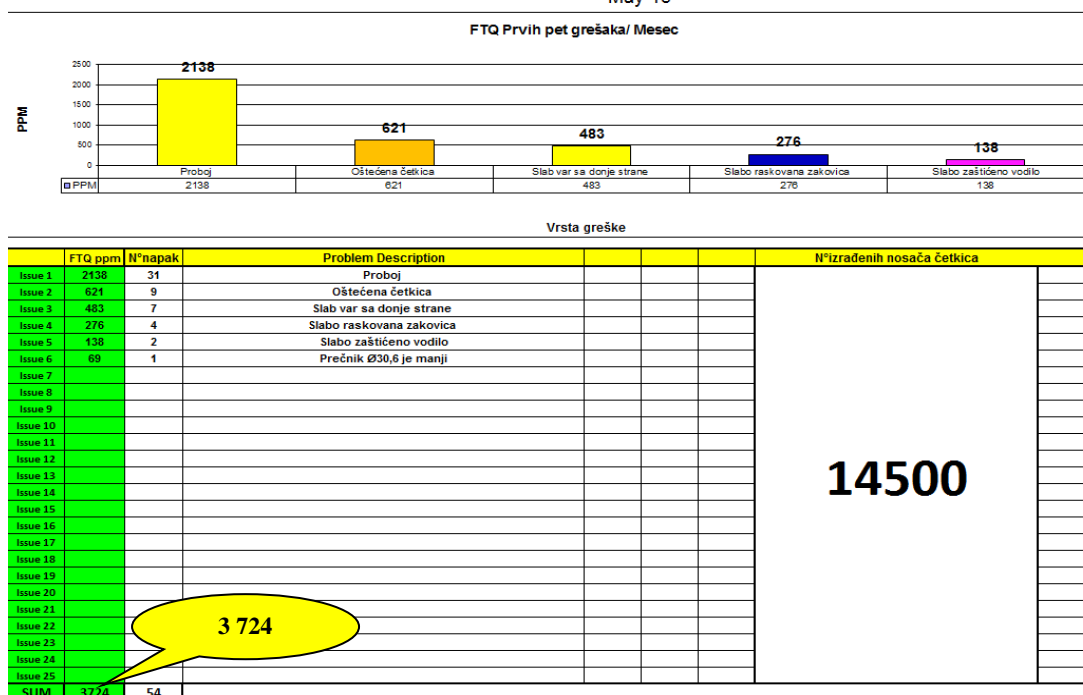 FTQ Prvih pet grešaka/ Mesec
PPM
2500
2000
1500
1000
500
0
2138
621
483
276
138
Proboj Oštećena četkica Slab var sa donje strane Slabo raskovana zakovica Slabo zaštićeno vodilo
PPM 2138 621 483 276 138
Vrsta greške
FTQ ppm N°napak Problem Description N°izrađenih nosača četkica
Issue 1 2138 31 Proboj
Issue 2 621 9 Oštećena četkica
Issue 3 483 7 Slab var sa donje strane
Issue 4 276 4 Slabo raskovana zakovica
Issue 5 138 2 Slabo zaštićeno vodilo
Issue 6 69 1 Prečnik Ø30,6 je manji
Issue 7
Issue 8
Issue 9
Issue 10
Issue 11
Issue 12
Issue 13
14500
Issue 14
Issue 15
Issue 16
Issue 17
Issue 18
Issue 19
Issue 20
Issue 21
Issue 22
3 724
Issue 23
Issue 24
Issue 25
SUM 3724 54